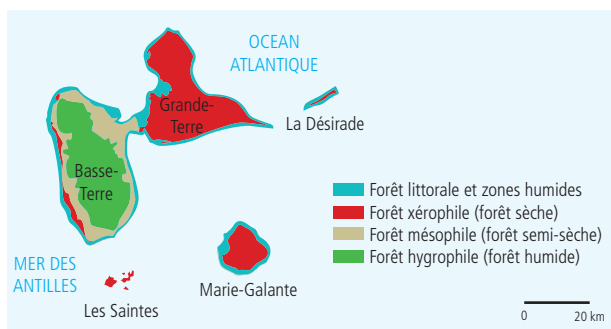 OCEAN
ATLANTIQUE
Grande-
Terre
La Désirade
Basse-
Terre
Forêt littorale et zones humides
Forêt xérophile (forêt sèche)
Forêt mésophile (forêt semi-sèche)
Forêt hygrophile (forêt humide)
MER DES
ANTILLES
Les Saintes
Marie-Galante
0 20 km